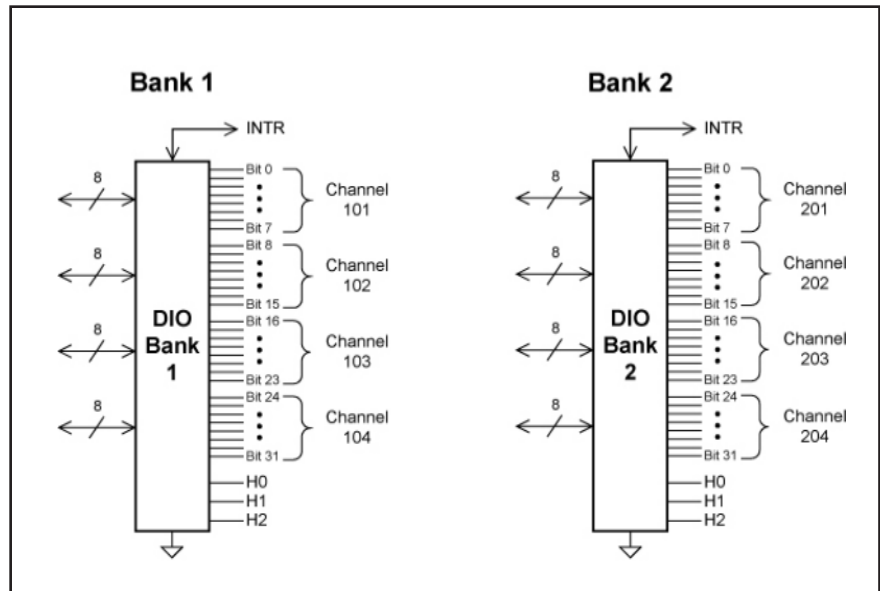 Bank 1
INTR
8
Bit 0
Bit 7
Channel
101
8
Bit 8
Bit 15
Channel
102
8
Bit 16
Bit 23
Channel
103
8
Bit 24
Bit 31
Channel
104
DIO
Bank
1
H0
H1
H2
Bank 2
INTR
8
Bit 0
Bit 7
Channel
201
8
Bit 8
Bit 15
Channel
202
8
Bit 16
Bit 23
Channel
203
8
Bit 24
Bit 31
Channel
204
DIO
Bank
2
H0
H1
H2